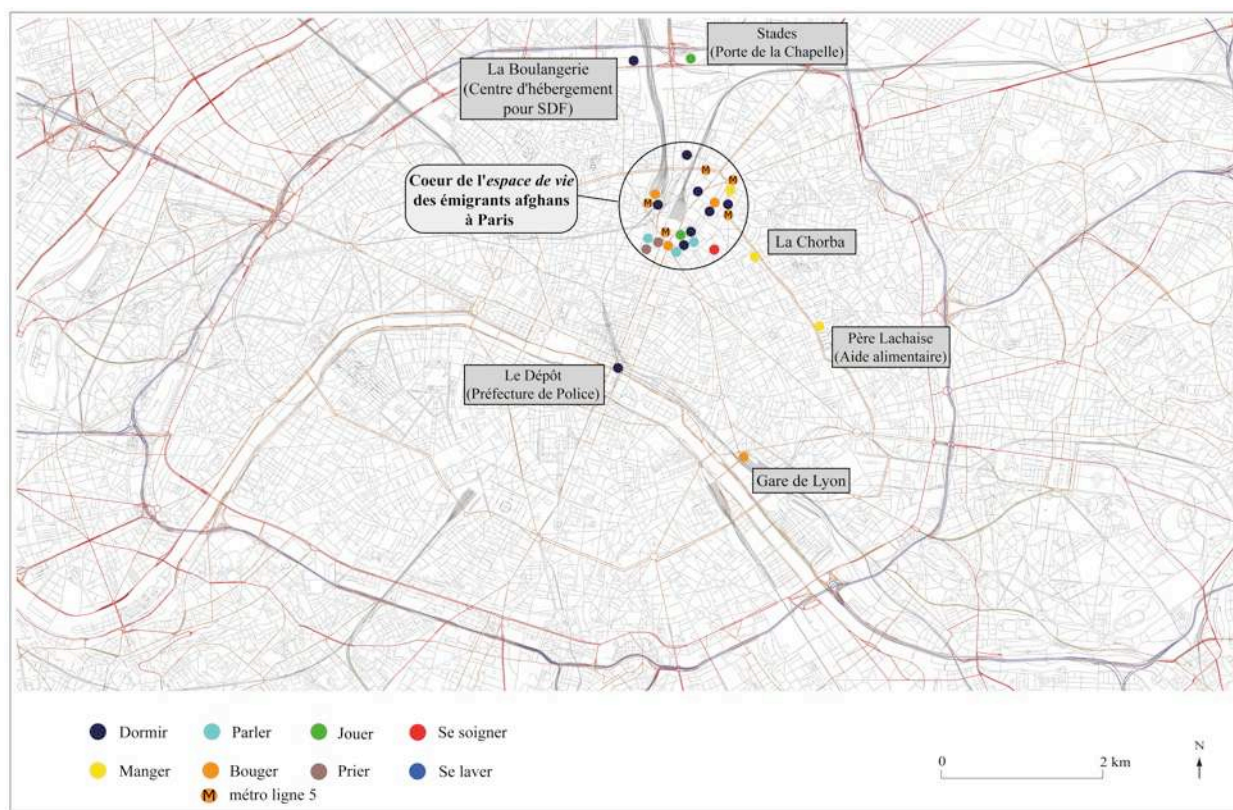 Stades
(Porte de la Chapelle)
La Boulangerie
(Centre d'hébergement
pour SDF)
Coeur de l'espace de vie
des émigrants afghans
à Paris
M
M
M
M
M
La Chorba
Père Lachaise
(Aide alimentaire)
Le Dépôt
(Préfecture de Police)
Gare de Lyon
Dormir
Parler
Jouer
Se soigner
Manger
Bouger
Prier
Se laver
M métro ligne 5
0
2 km
N